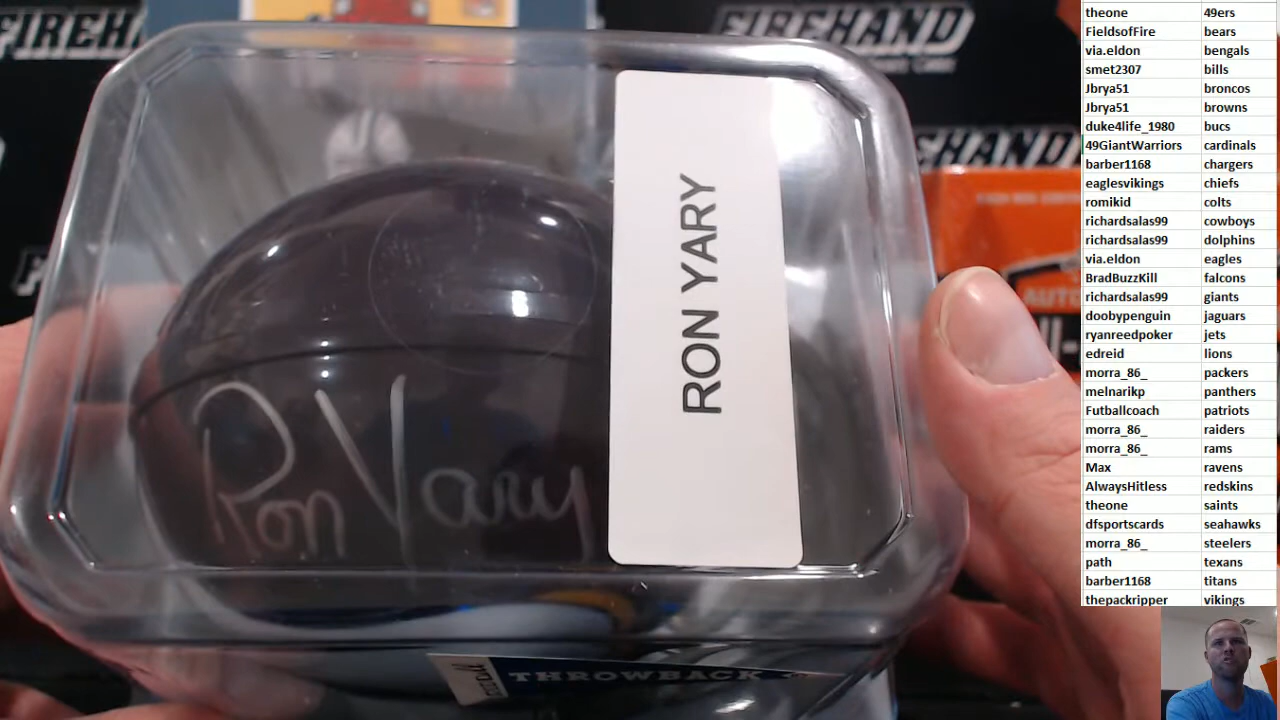 FIREHAND
FIREHAND
FIREHAND
RON YARY
Ron Yary
THROWBACK
AUTO
theone 49ers
FieldsofFire bears
via.eldon bengals
smet2307 bills
Jbrya51 broncos
Jbrya51 browns
duke4life_1980 bucs
49GiantWarriors cardinals
barber1168 chargers
eaglesvikings chiefs
romikid colts
richardsalas99 cowboys
richardsalas99 dolphins
via.eldon eagles
BradBuzzKill falcons
richardsalas99 giants
doobypenguin jaguars
ryanreedpoker jets
edreid lions
morra_86_ packers
melnarikp panthers
Futballcoach patriots
morra_86_ raiders
morra_86_ rams
Max ravens
AlwaysHitless redskins
theone saints
dfsportscards seahawks
morra_86_ steelers
path texans
barber1168 titans
thepackripper vikings